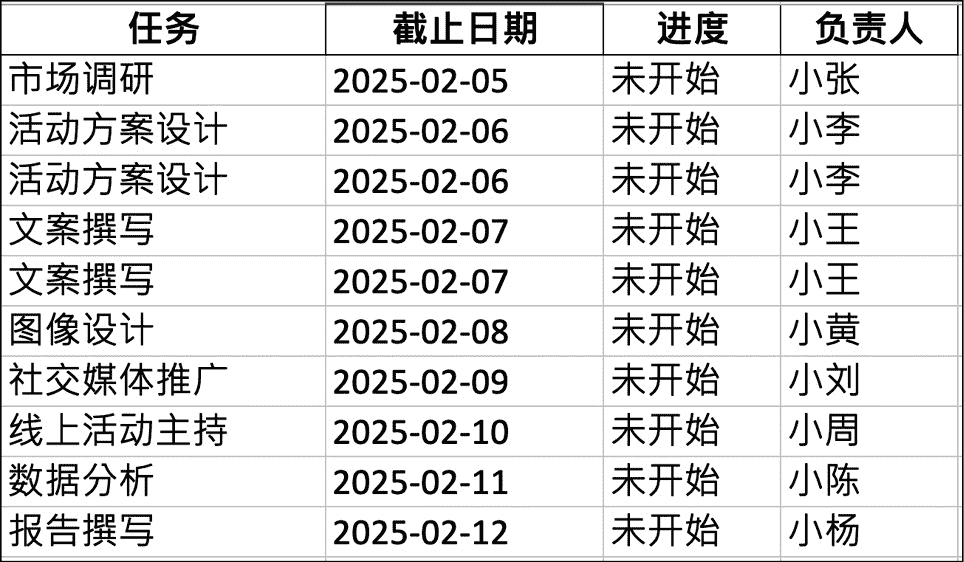 任务 截止日期 进度 负责人
市场调研 2025-02-05 未开始 小张
活动方案设计 2025-02-06 未开始 小李
活动方案设计 2025-02-06 未开始 小李
文案撰写 2025-02-07 未开始 小王
文案撰写 2025-02-07 未开始 小王
图像设计 2025-02-08 未开始 小黄
社交媒体推广 2025-02-09 未开始 小刘
线上活动主持 2025-02-10 未开始 小周
数据分析 2025-02-11 未开始 小陈
报告撰写 2025-02-12 未开始 小杨